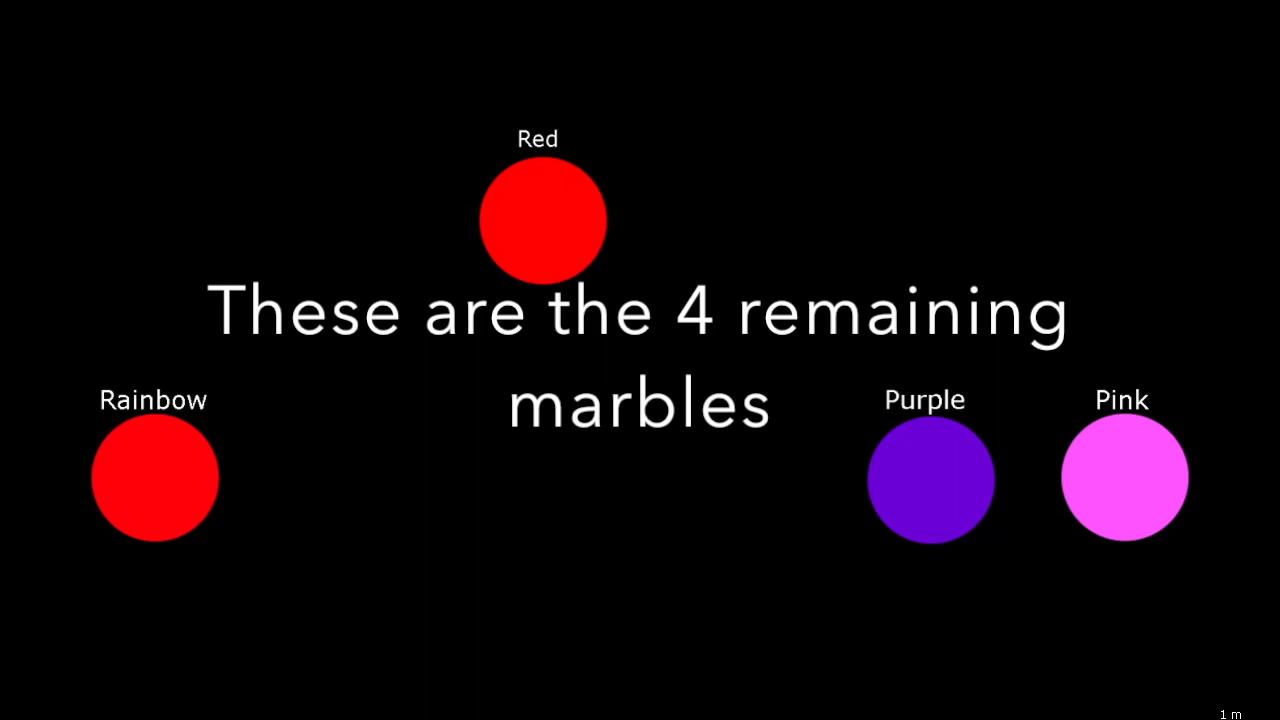 Red
These are the 4 remaining
marbles
Rainbow
Purple
Pink
1 m